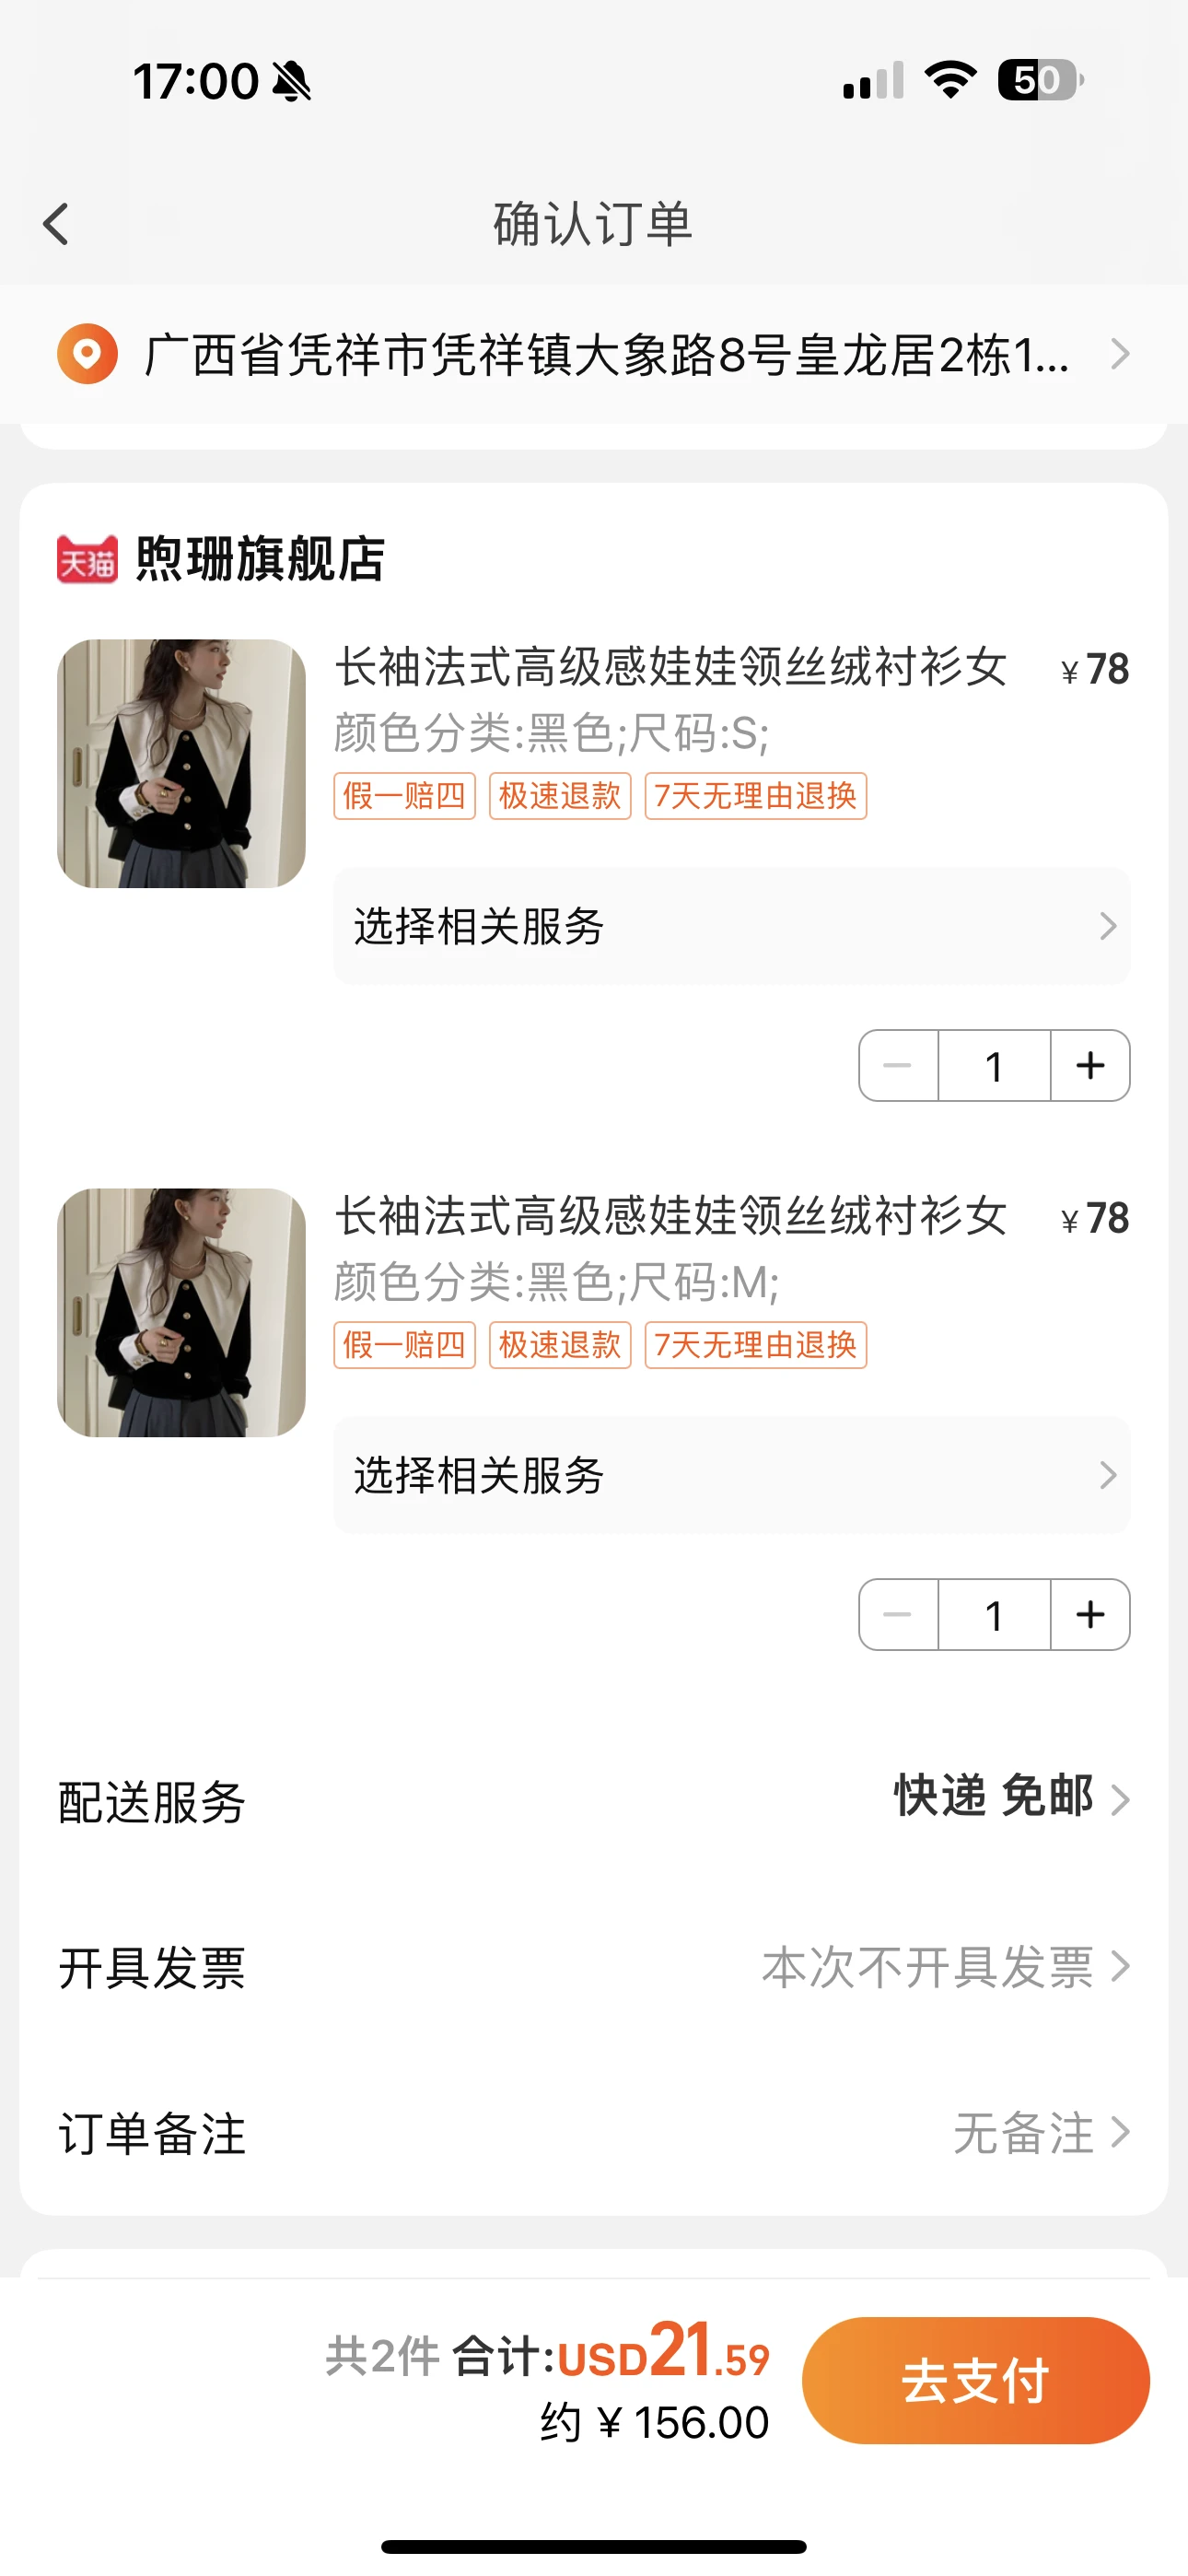 17:00
50
确认订单
广西省凭祥市凭祥镇大象路8号皇龙居2栋1...
天猫 煦珊旗舰店
长袖法式高级感娃娃领丝绒衬衫女 ¥78
颜色分类:黑色;尺码:S;
假一赔四 极速退款 7天无理由退换
选择相关服务
1
长袖法式高级感娃娃领丝绒衬衫女 ¥78
颜色分类:黑色;尺码:M;
假一赔四 极速退款 7天无理由退换
选择相关服务
1
配送服务 快递 免邮
开具发票 本次不开具发票
订单备注 无备注
共2件 合计:USD21.59
约 ¥156.00
去支付